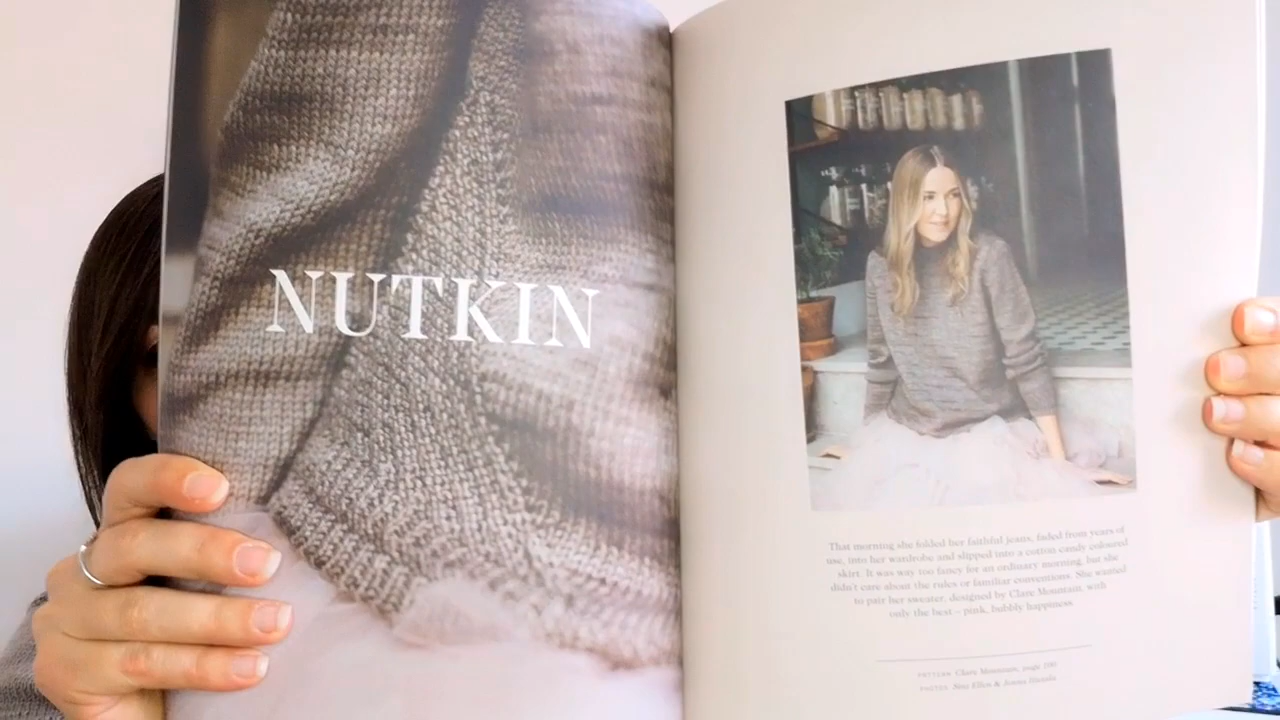 NUTKIN
That morning she folded her faithful jeans, faded from years of
use, into her wardrobe and slipped into a cotton candy coloured
skirt. It was way too fancy for an ordinary morning, but she
didn't care about the rules or familiar conventions. She wanted
to pair her sweater, designed by Clare Mountain, with
only the best – pink, bubbly happiness.
PATTERN Clare Mountain, page
PHOTOS &